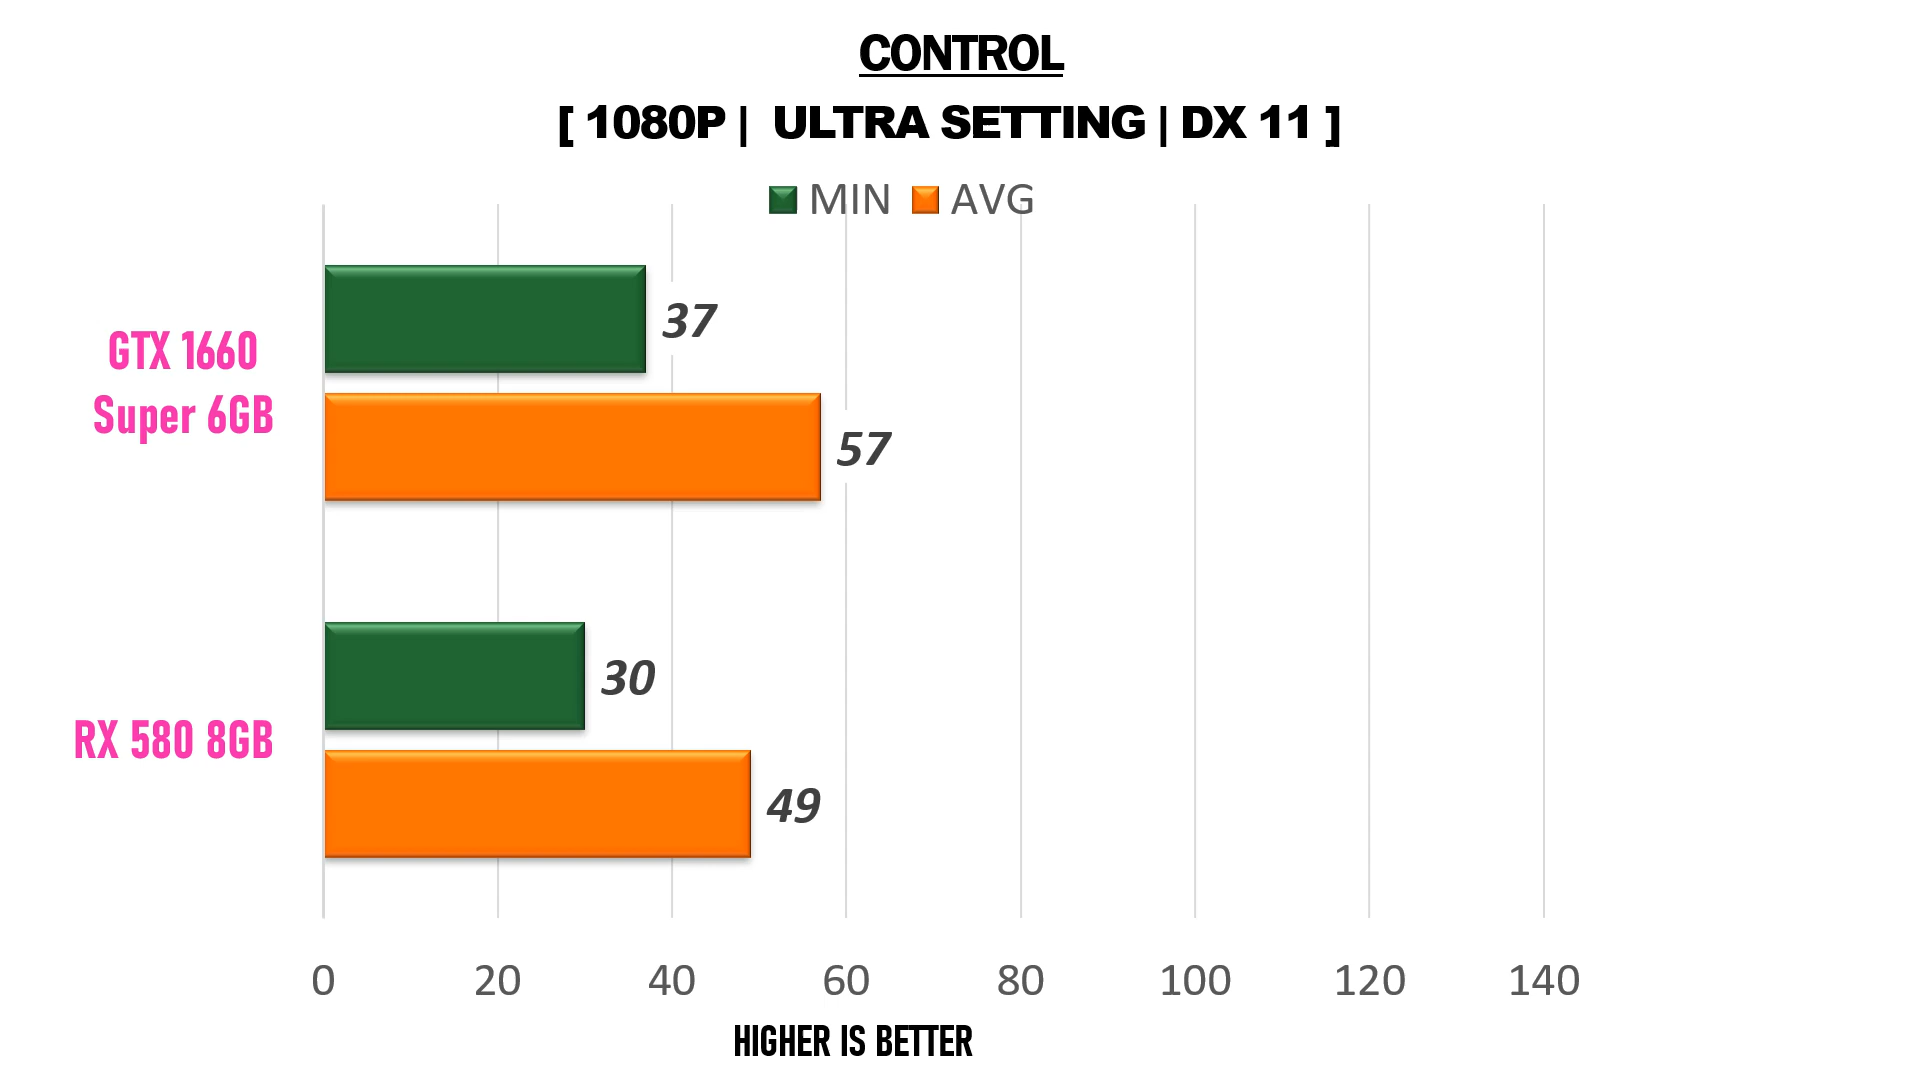 CONTROL
[ 1080P | ULTRA SETTING | DX 11 ]
MIN AVG
GTX 1660
Super 6GB
37
57
RX 580 8GB
30
49
0 20 40 60 80 100 120 140
HIGHER IS BETTER